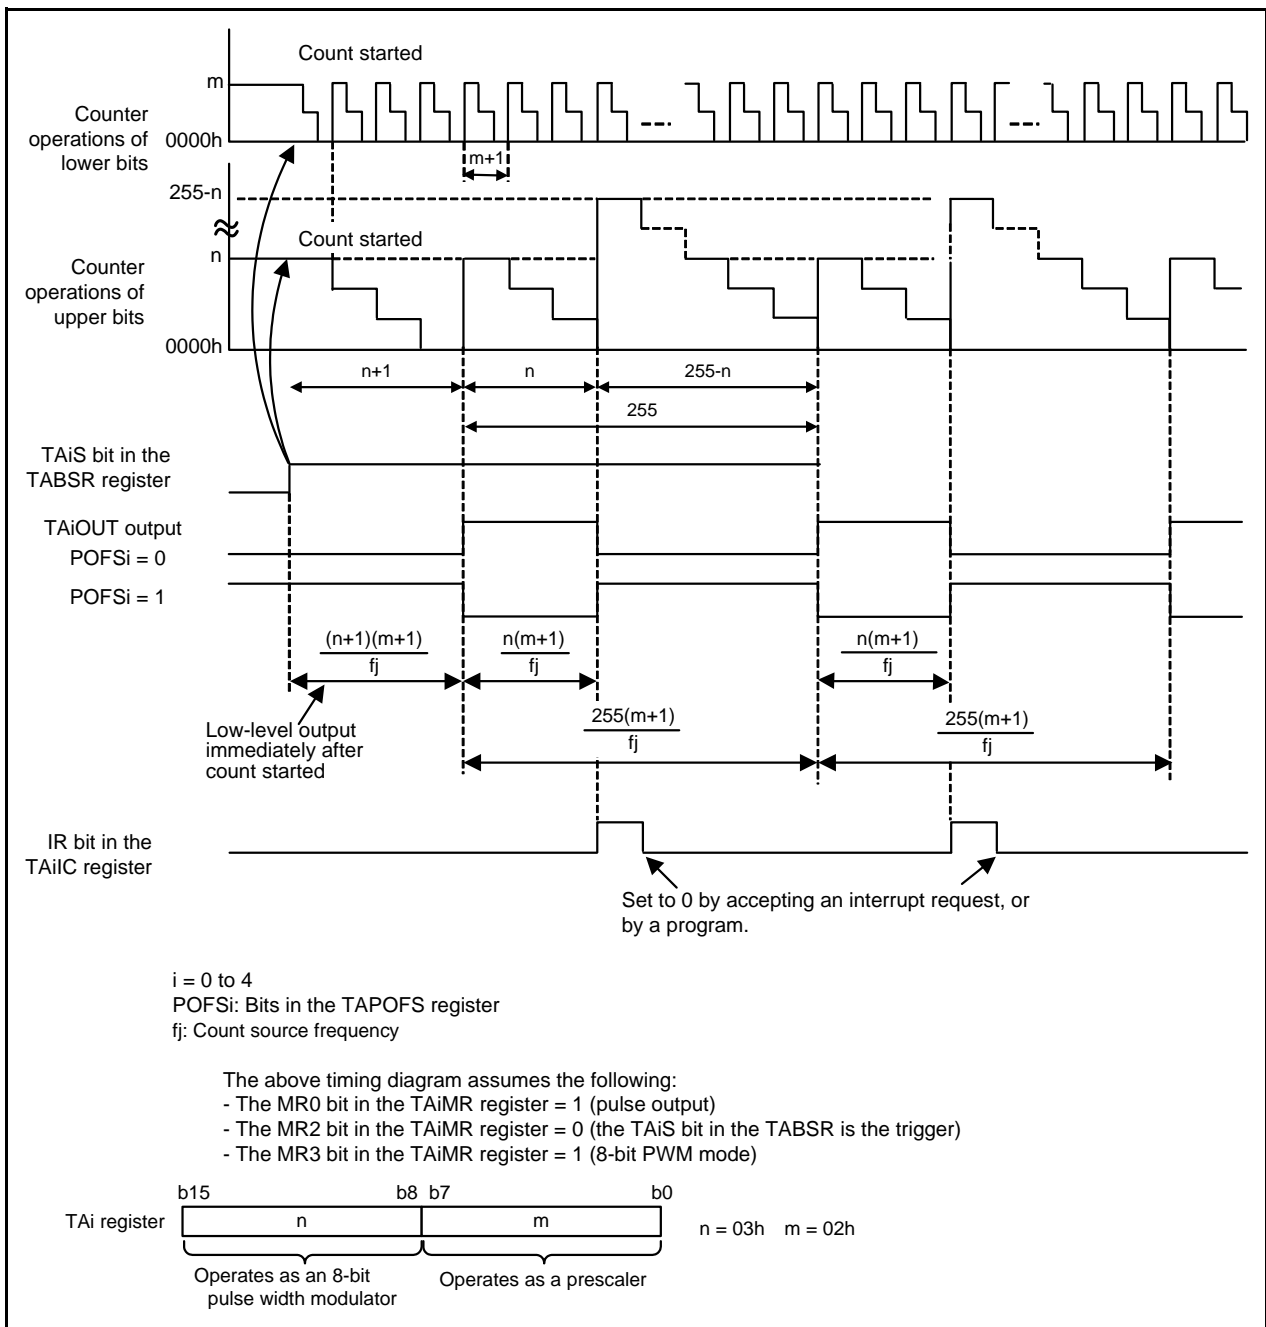 Count started
m
Counter
operations of
lower bits
0000h
m+1
255-n
Count started
n
Counter
operations of
upper bits
0000h
n+1
n
255-n
255
TAiS bit in the
TABSR register
TAiOUT output
POFSi = 0
POFSi = 1
(n+1)(m+1)
fj
n(m+1)
fj
n(m+1)
fj
Low-level output
immediately after
count started
255(m+1)
fj
255(m+1)
fj
IR bit in the
TAiIC register
Set to 0 by accepting an interrupt request, or
by a program.
i = 0 to 4
POFSi: Bits in the TAPOFS register
fj: Count source frequency
The above timing diagram assumes the following:
- The MR0 bit in the TAiMR register = 1 (pulse output)
- The MR2 bit in the TAiMR register = 0 (the TAiS bit in the TABSR is the trigger)
- The MR3 bit in the TAiMR register = 1 (8-bit PWM mode)
b15 b8 b7 b0
TAi register n m n = 03h m = 02h
Operates as an 8-bit
pulse width modulator
Operates as a prescaler